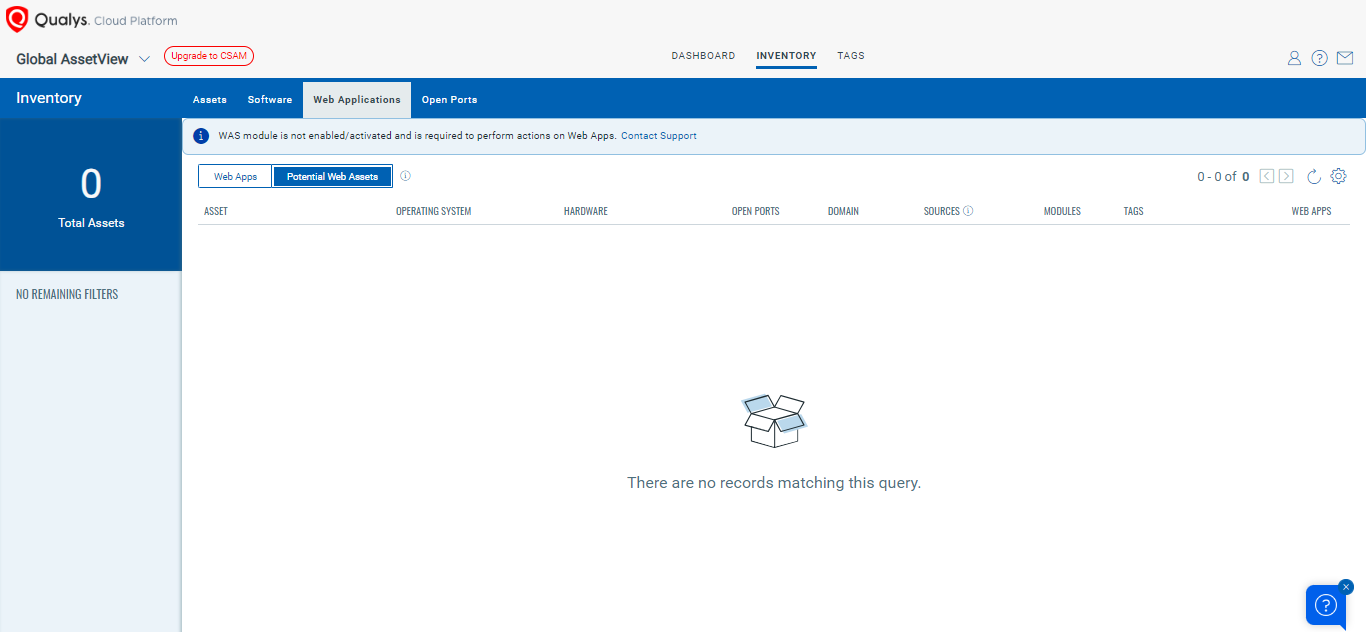 Qualys. Cloud Platform
Global AssetView
Upgrade to CSAM
DASHBOARD
INVENTORY
TAGS
Inventory
Assets
Software
Web Applications
Open Ports
0
Total Assets
NO REMAINING FILTERS
WAS module is not enabled/activated and is required to perform actions on Web Apps. Contact Support
Web Apps
Potential Web Assets
0 - 0 of 0
ASSET
OPERATING SYSTEM
HARDWARE
OPEN PORTS
DOMAIN
SOURCES
MODULES
TAGS
WEB APPS
There are no records matching this query.